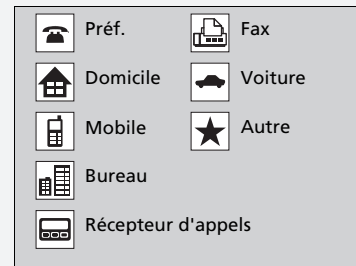 Préf.
Fax
Domicile
Voiture
Mobile
Autre
Bureau
Récepteur d'appels